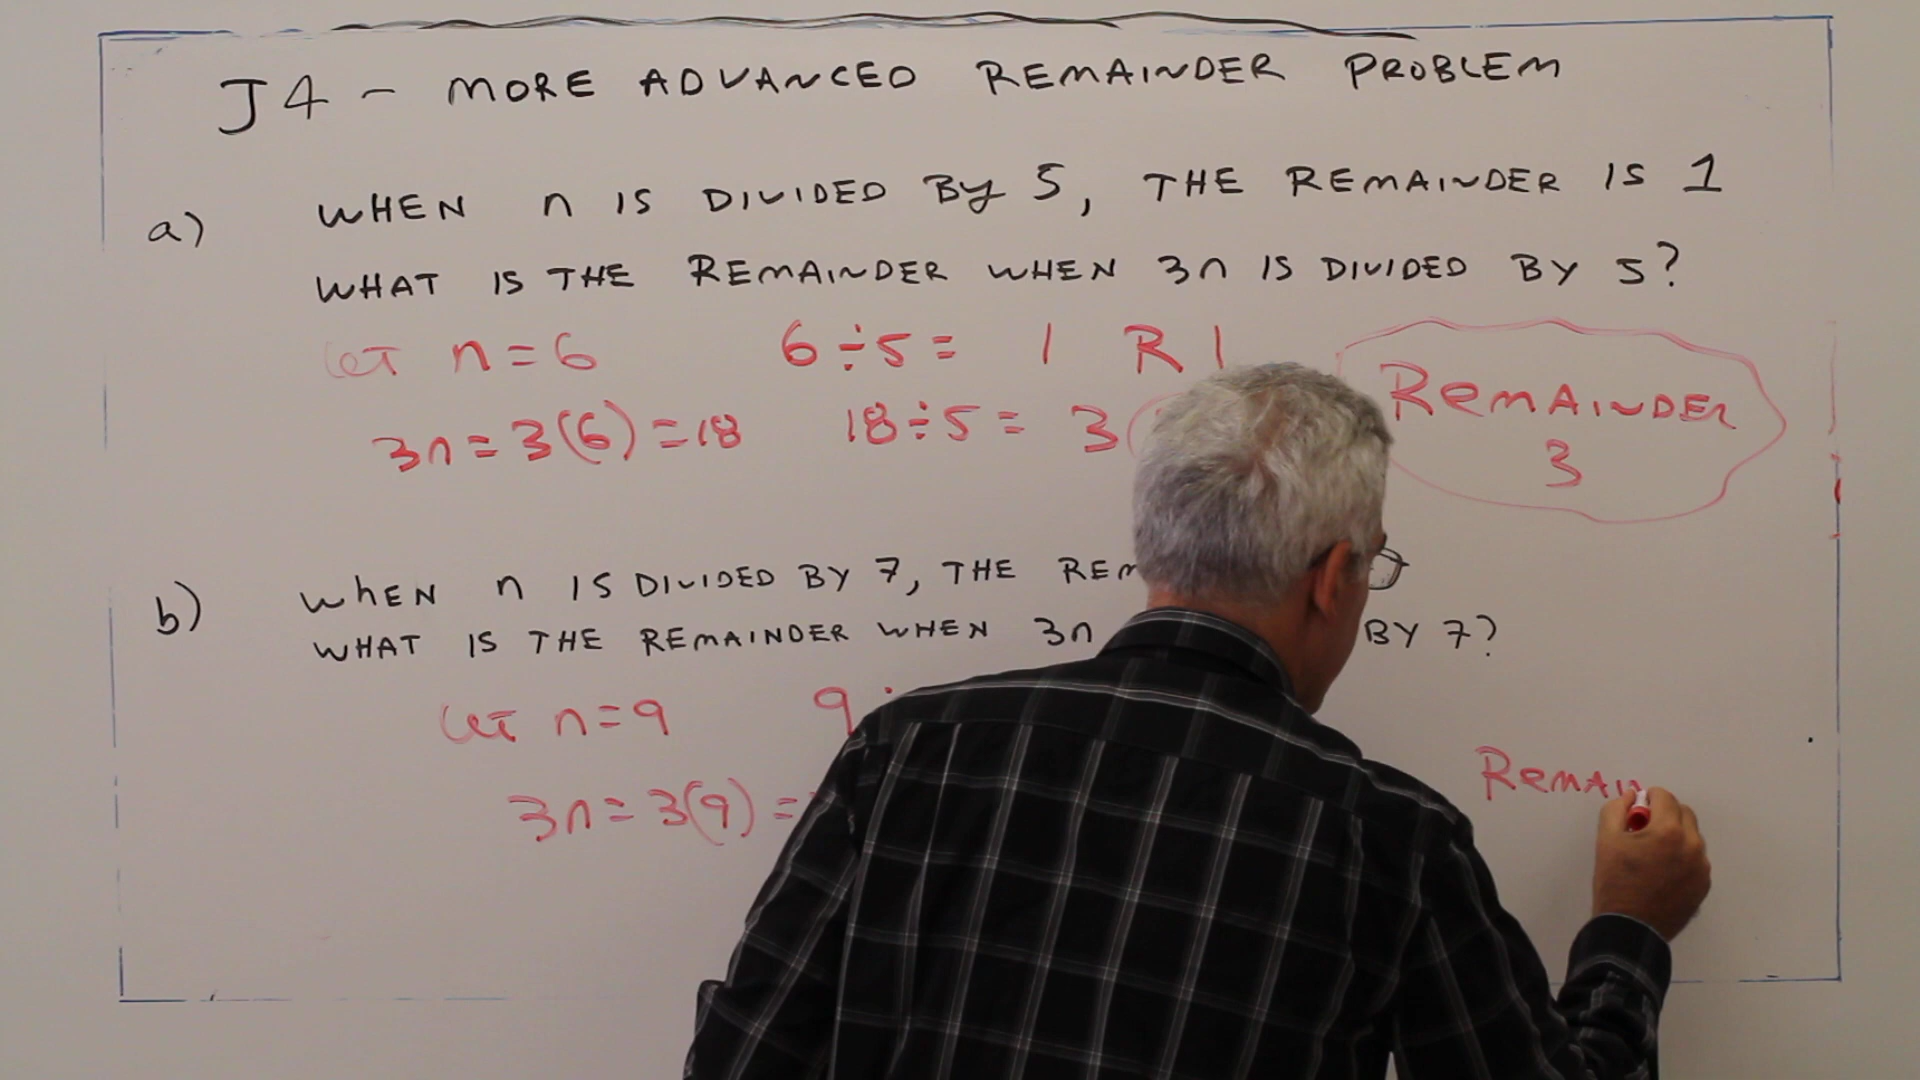 J4 - MORE ADVANCED REMAINDER PROBLEM
a) WHEN n IS DIVIDED By 5, THE REMAINDER IS 1
WHAT IS THE REMAINDER WHEN 3n IS DIVIDED BY 5?
LET n=6 6÷5= 1 R 1
3n=3(6)=18 18÷5= 3
REMAINDER
3
b) WHEN n IS DIVIDED BY 7, THE
WHAT IS THE REMAINDER WHEN 3n BY 7?
LET n=9 9
3n=3(9)=